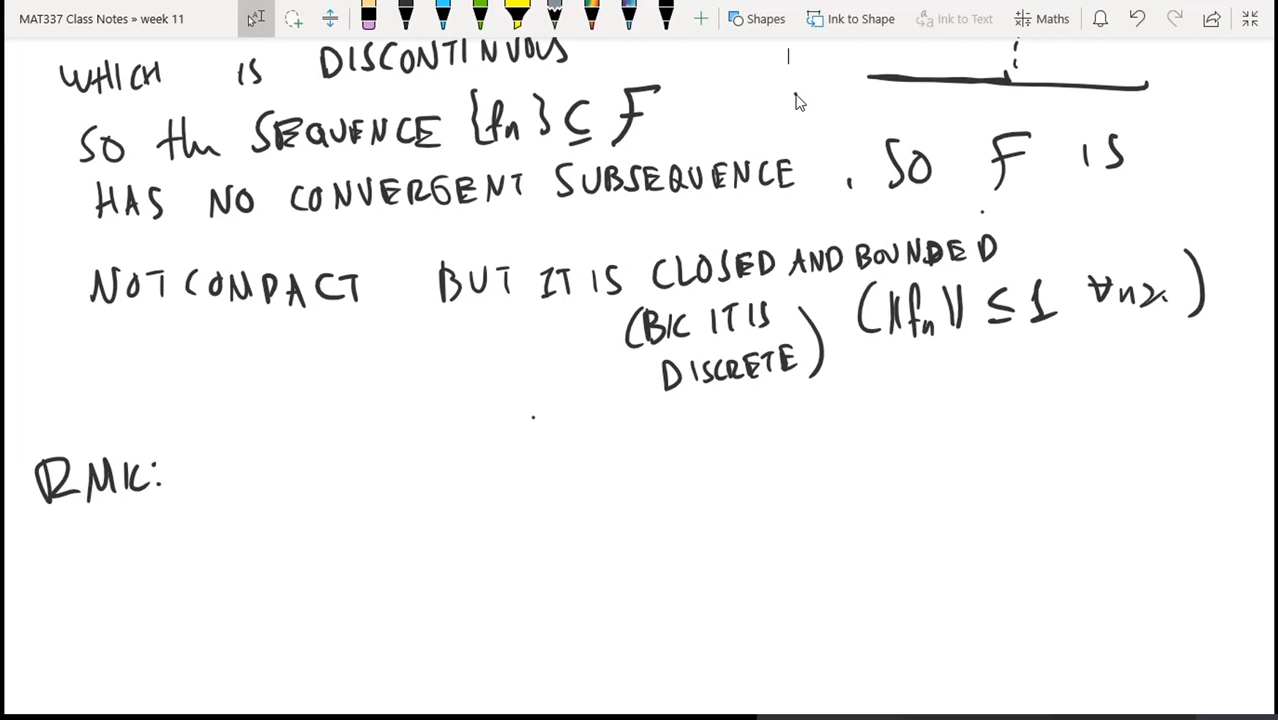 MAT337 Class Notes » week 11
Shapes Ink to Shape Ink to Text Maths
WHICH IS DISCONTINUOUS
SO the SEQUENCE {fn} ⊆ F
HAS NO CONVERGENT SUBSEQUENCE . SO F IS
NOT COMPACT BUT IT IS CLOSED AND BOUNDED
(B/C IT IS DISCRETE) (||fn|| ≤ 1 ∀n)
RMK: